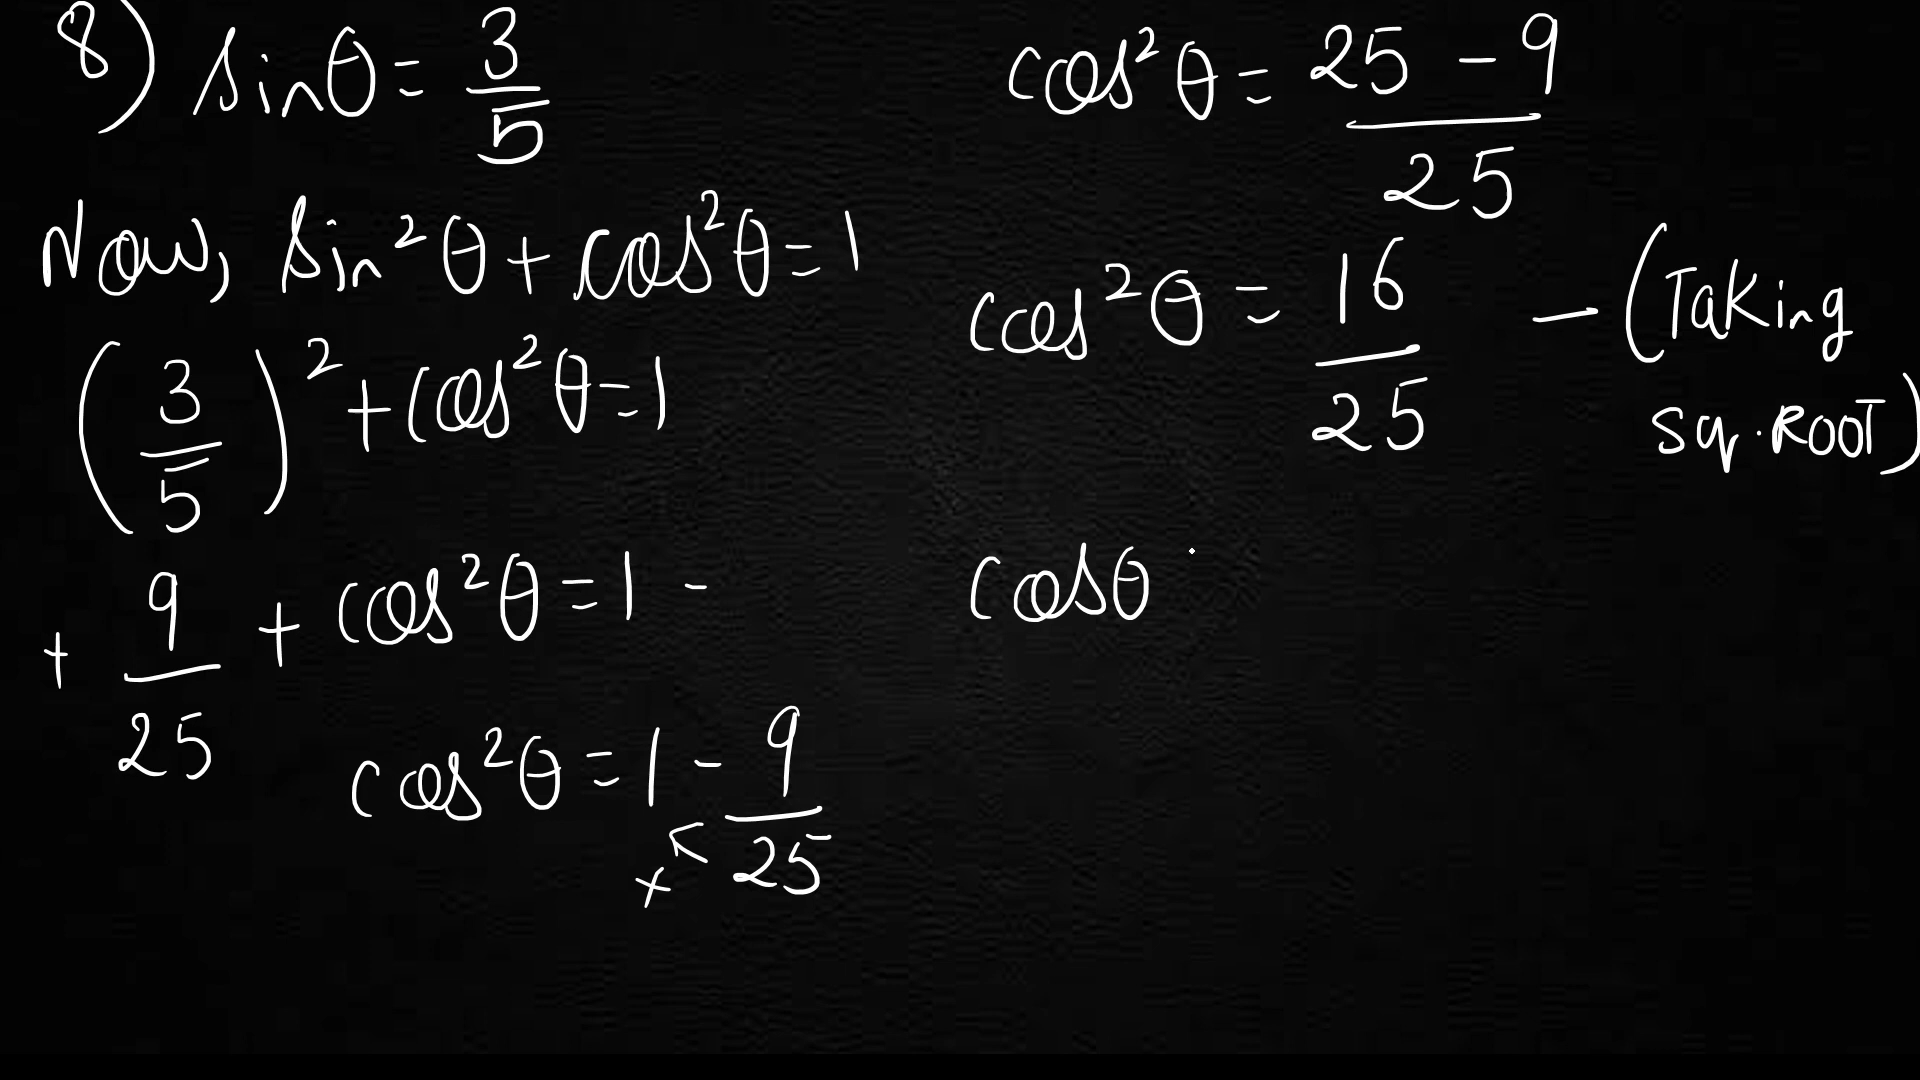 8) sinθ = 3/5
Now, sin²θ + cos²θ = 1
(3/5)² + cos²θ = 1
+ 9/25 + cos²θ = 1 -
cos²θ = 1 - 9/25
×
cos²θ = 25 - 9/25
cos²θ = 16/25 - (Taking
sq. ROOT)
cosθ